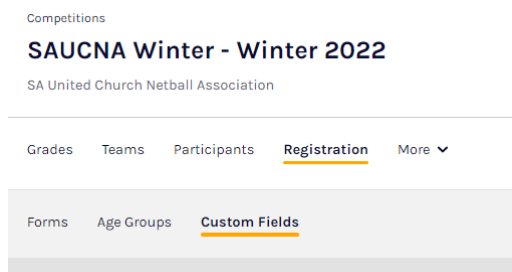 Competitions
SAUCNA Winter - Winter 2022
SA United Church Netball Association
Grades Teams Participants Registration More
Forms Age Groups Custom Fields